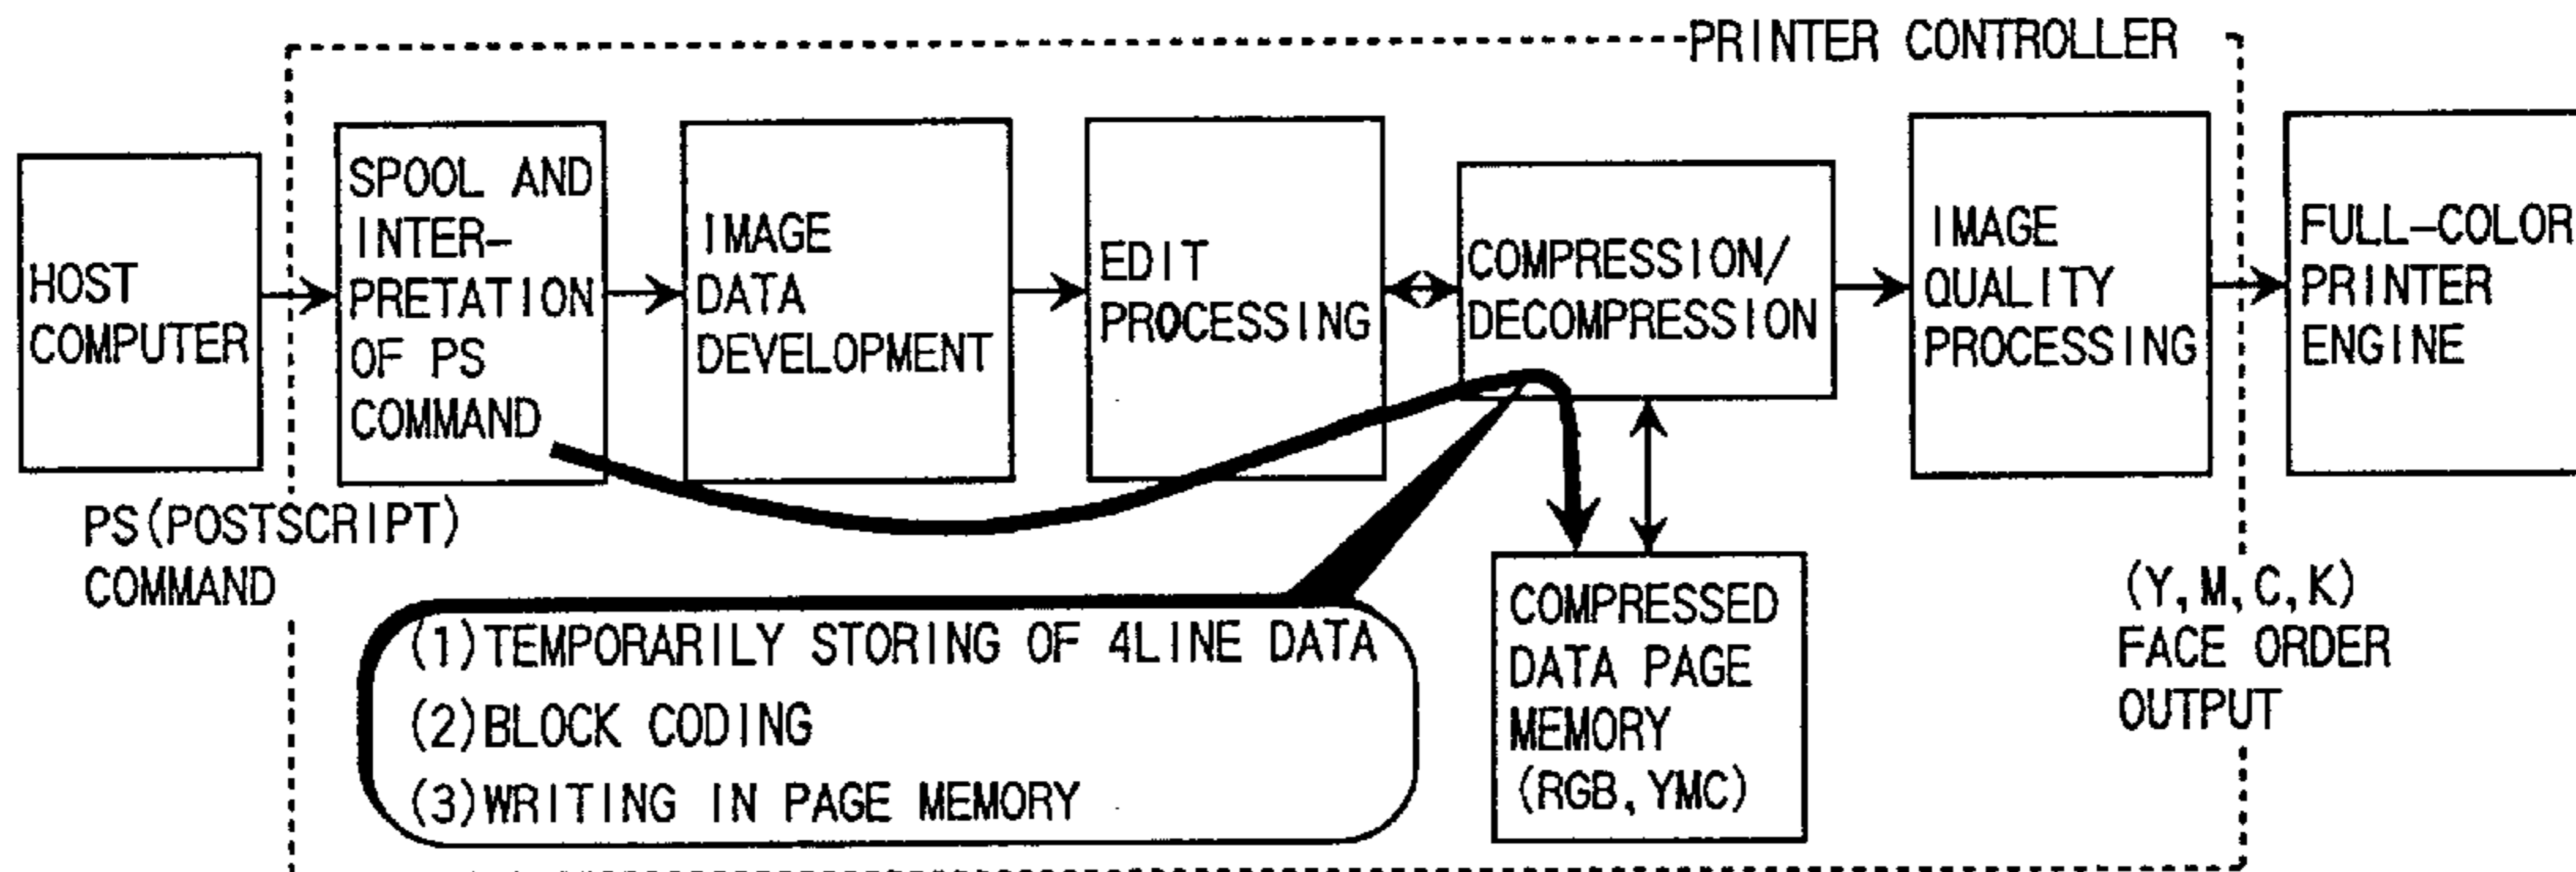 PRINTER CONTROLLER
HOST
COMPUTER
SPOOL AND
INTER-
PRETATION
OF PS
COMMAND
IMAGE
DATA
DEVELOPMENT
EDIT
PROCESSING
COMPRESSION/
DECOMPRESSION
IMAGE
QUALITY
PROCESSING
FULL-COLOR
PRINTER
ENGINE
PS(POSTSCRIPT)
COMMAND
(1)TEMPORARILY STORING OF 4LINE DATA
(2)BLOCK CODING
(3)WRITING IN PAGE MEMORY
COMPRESSED
DATA PAGE
MEMORY
(RGB,YMC)
(Y,M,C,K)
FACE ORDER
OUTPUT